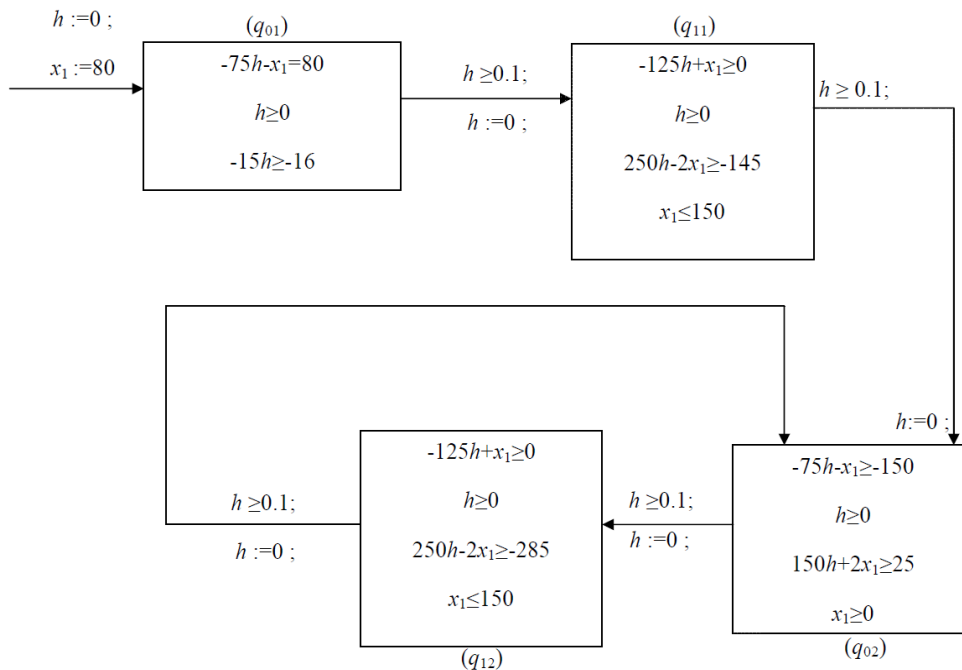 h :=0 ;
x1 :=80
(q01)
-75h-x1=80
h≥0
-15h≥-16
h ≥0.1;
h :=0 ;
(q11)
-125h+x1≥0
h≥0
250h-2x1≥-145
x1≤150
h ≥ 0.1;
h:=0 ;
-75h-x1≥-150
h≥0
150h+2x1≥25
x1≥0
(q02)
h ≥0.1;
h :=0 ;
-125h+x1≥0
h≥0
250h-2x1≥-285
x1≤150
(q12)
h ≥0.1;
h :=0 ;